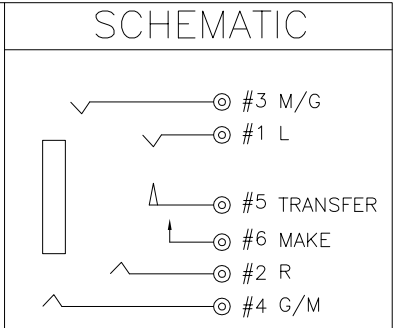 SCHEMATIC
#3 M/G
#1 L
#5 TRANSFER
#6 MAKE
#2 R
#4 G/M